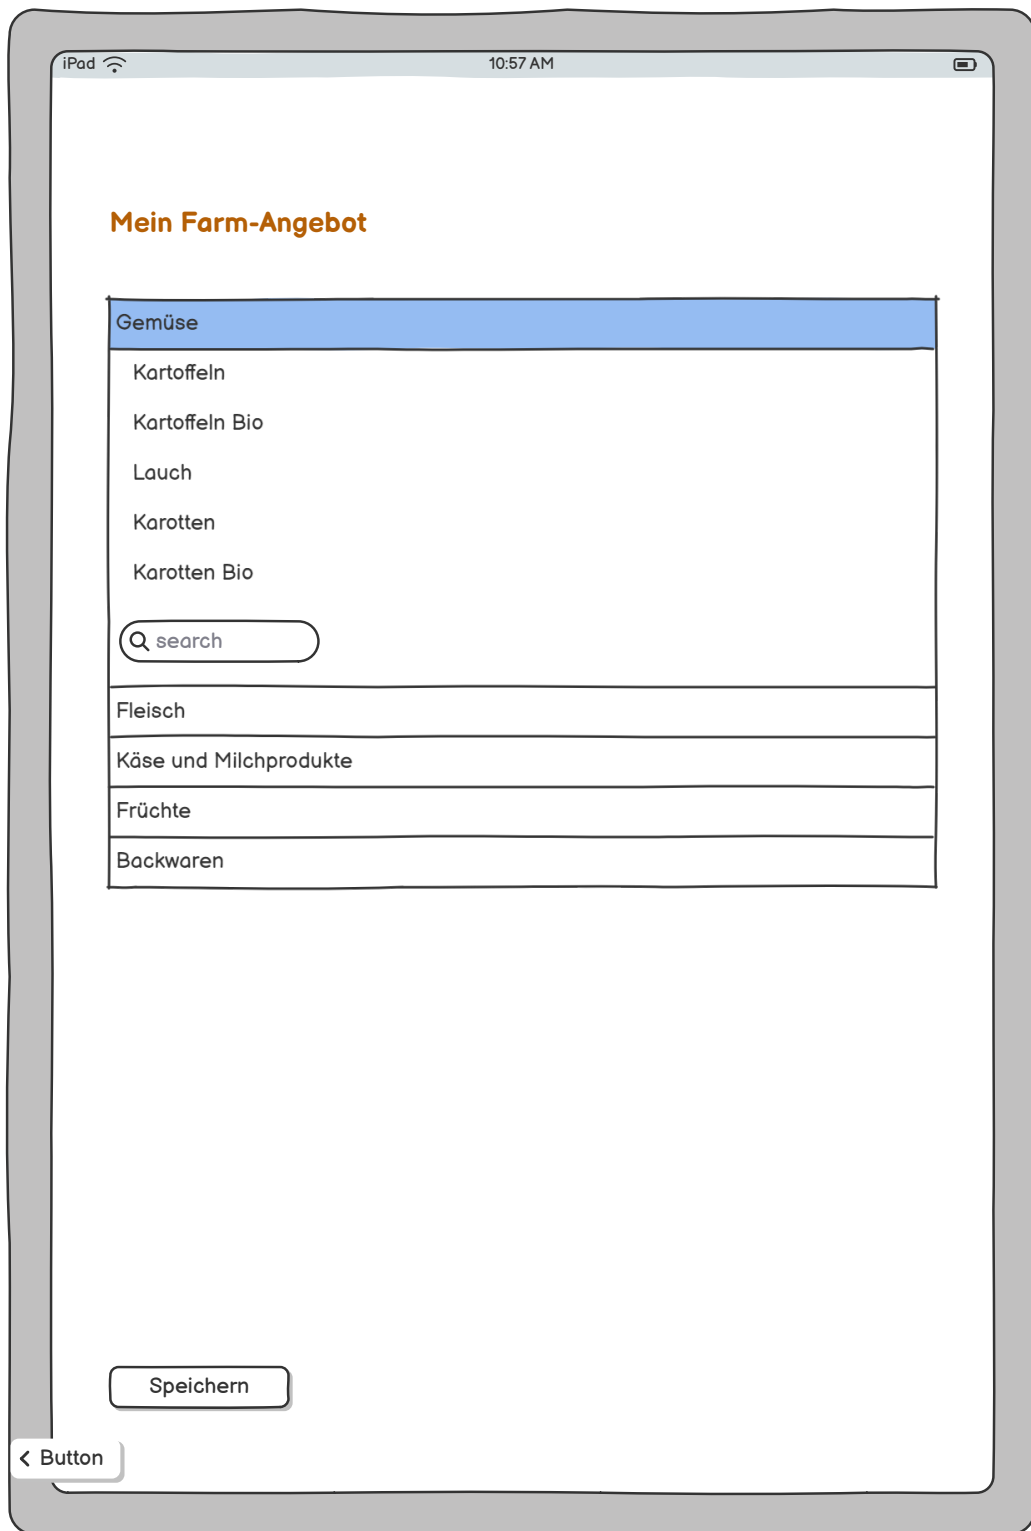 iPad 10:57 AM
Mein Farm-Angebot
Gemüse
Kartoffeln
Kartoffeln Bio
Lauch
Karotten
Karotten Bio
search
Fleisch
Käse und Milchprodukte
Früchte
Backwaren
Speichern
Button